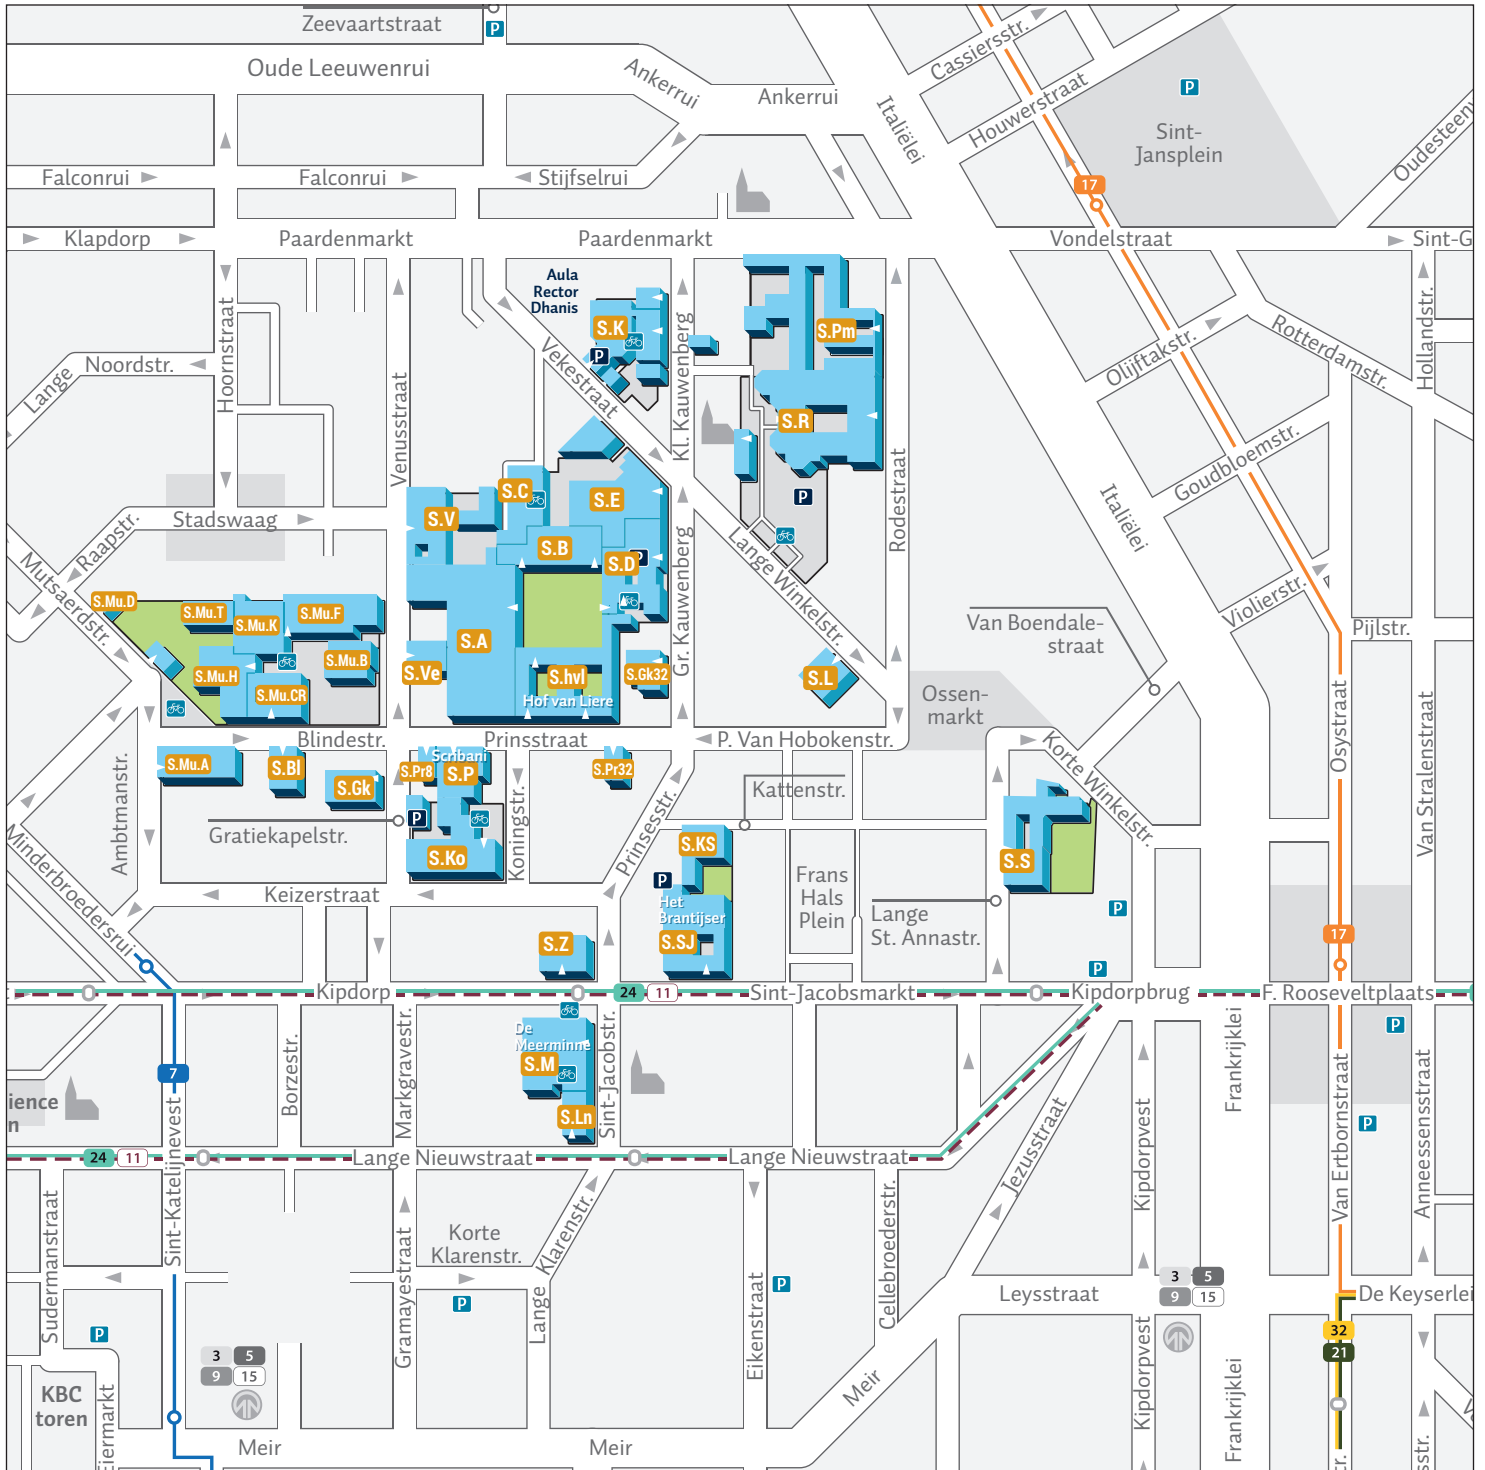 Zeevaartstraat
P
Oude Leeuwenrui
Ankerrui
Ankerrui
Italiëlei
Cassiersstr.
Houwerstraat
P
Sint-
Jansplein
Oudesteen
Falconrui
Falconrui
Stijfselrui
17
Klapdorp
Paardenmarkt
Paardenmarkt
Vondelstraat
Sint-G
Aula
Rector
Dhanis
S.K
P
S.Pm
Hoornstraat
Noordstr.
Lange
Venusstraat
Vekestraat
Kl. Kauwenberg
S.R
P
Rodestraat
Olijftakstr.
Rotterdamstr.
Hollandstr.
Goudbloemstr.
Italiëlei
Stadswaag
Raapstr.
Mutsaerdstr.
S.V
S.C
S.E
S.B
S.D
P
Lange Winkelstr.
Gr. Kauwenberg
Violierstr.
Van Boendale-
straat
Pijlstr.
S.Mu.D
S.Mu.T
S.Mu.K
S.Mu.F
S.Mu.H
S.Mu.B
S.Mu.CR
S.A
S.Ve
S.hvl
Hof van Liere
S.Gk32
S.L
Ossen-
markt
Osystraat
Van Stralenstraat
Blindestr.
Prinsstraat
P. Van Hobokenstr.
Korte Winkelstr.
S.Mu.A
S.Bl
S.Gk
Scribani
S.Pr8
S.P
S.Pr32
P
Kattenstr.
Gratiekapelstr.
Ambtmanstr.
Koningstr.
Prinsesstr.
S.Ko
S.KS
P
S.S
Minderbroedersrui
Keizerstraat
Het
Brantijser
S.SJ
Frans
Hals
Plein
Lange
St. Annastr.
P
S.Z
P
17
Kipdorp
24
11
Sint-Jacobsmarkt
Kipdorpbrug
F. Rooseveltplaats
De
Meerminne
S.M
S.Ln
Borzestr.
Markgravestr.
Sint-Jacobstr.
Frankrijklei
P
P
7
ience
n
24
11
Lange Nieuwstraat
Lange Nieuwstraat
Jezusstraat
Kipdorpvest
Van Ertbornstraat
Anneessensstraat
Sudermanstraat
Sint-Katelijnevest
Gramayestraat
Korte
Klarenstr.
Lange Klarenstr.
P
Eikenstraat
P
Cellebroederstr.
Leysstraat
3
5
9
15
De Keyserlei
P
3
5
9
15
32
21
KBC
toren
Eiermarkt
Meir
Meir
Meir
Kipdorpvest
Frankrijklei